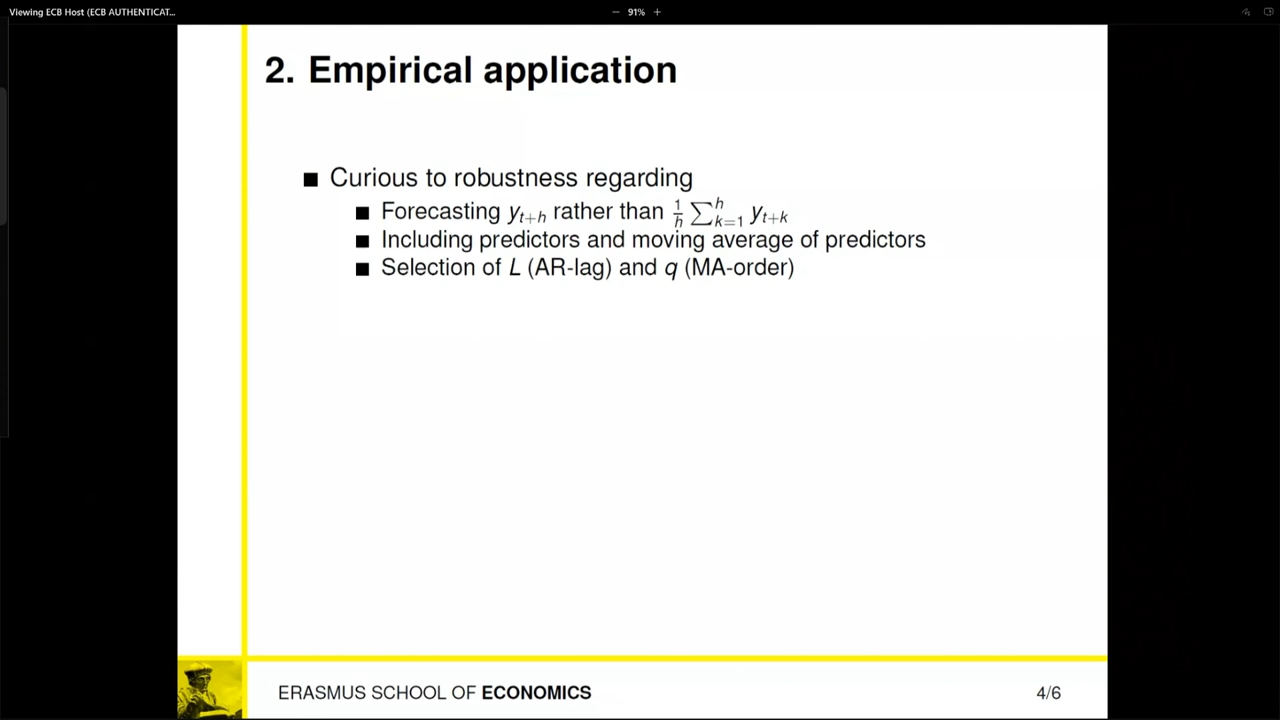 Viewing ECB Host (ECB AUTHENTICAT...
− 91% +
2. Empirical application
■ Curious to robustness regarding
■ Forecasting y_{t+h} rather than \frac{1}{h} \sum_{k=1}^{h} y_{t+k}
■ Including predictors and moving average of predictors
■ Selection of L (AR-lag) and q (MA-order)
ERASMUS SCHOOL OF ECONOMICS
4/6